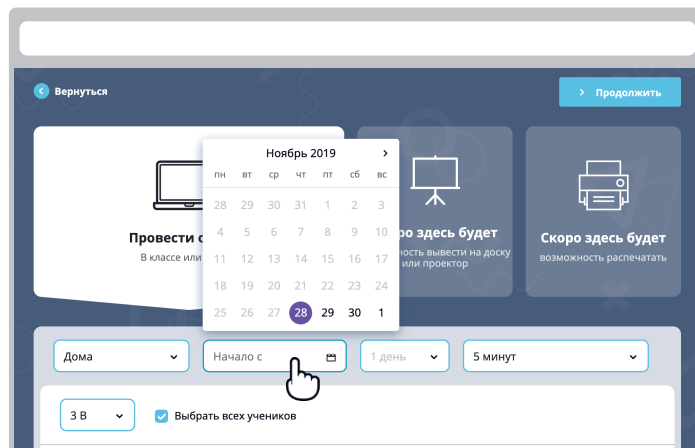 Вернуться
Продолжить
Ноябрь 2019
пн вт ср чт пт сб вс
28 29 30 31 1 2 3
4 5 6 7 8 9 10
11 12 13 14 15 16 17
18 19 20 21 22 23 24
25 26 27 28 29 30 1
Провести
В классе или
здесь будет
вывести на доску
или проектор
Скоро здесь будет
возможность распечатать
Дома
Начало с
1 день
5 минут
3 В
Выбрать всех учеников